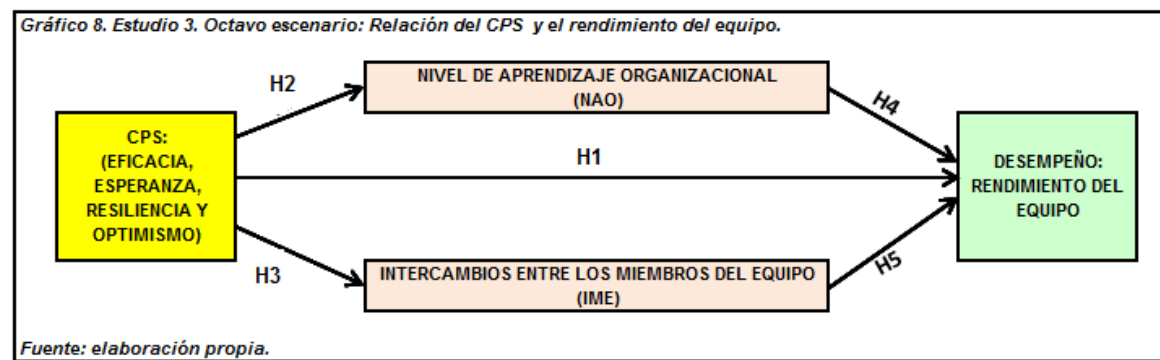 Gráfico 8. Estudio 3. Octavo escenario: Relación del CPS y el rendimiento del equipo.
H2
NIVEL DE APRENDIZAJE ORGANIZACIONAL
(NAO)
H4
CPS:
(EFICACIA,
ESPERANZA,
RESILIENCIA Y
OPTIMISMO)
H1
DESEMPEÑO:
RENDIMIENTO DEL
EQUIPO
H3
INTERCAMBIOS ENTRE LOS MIEMBROS DEL EQUIPO
(IME)
H5
Fuente: elaboración propia.